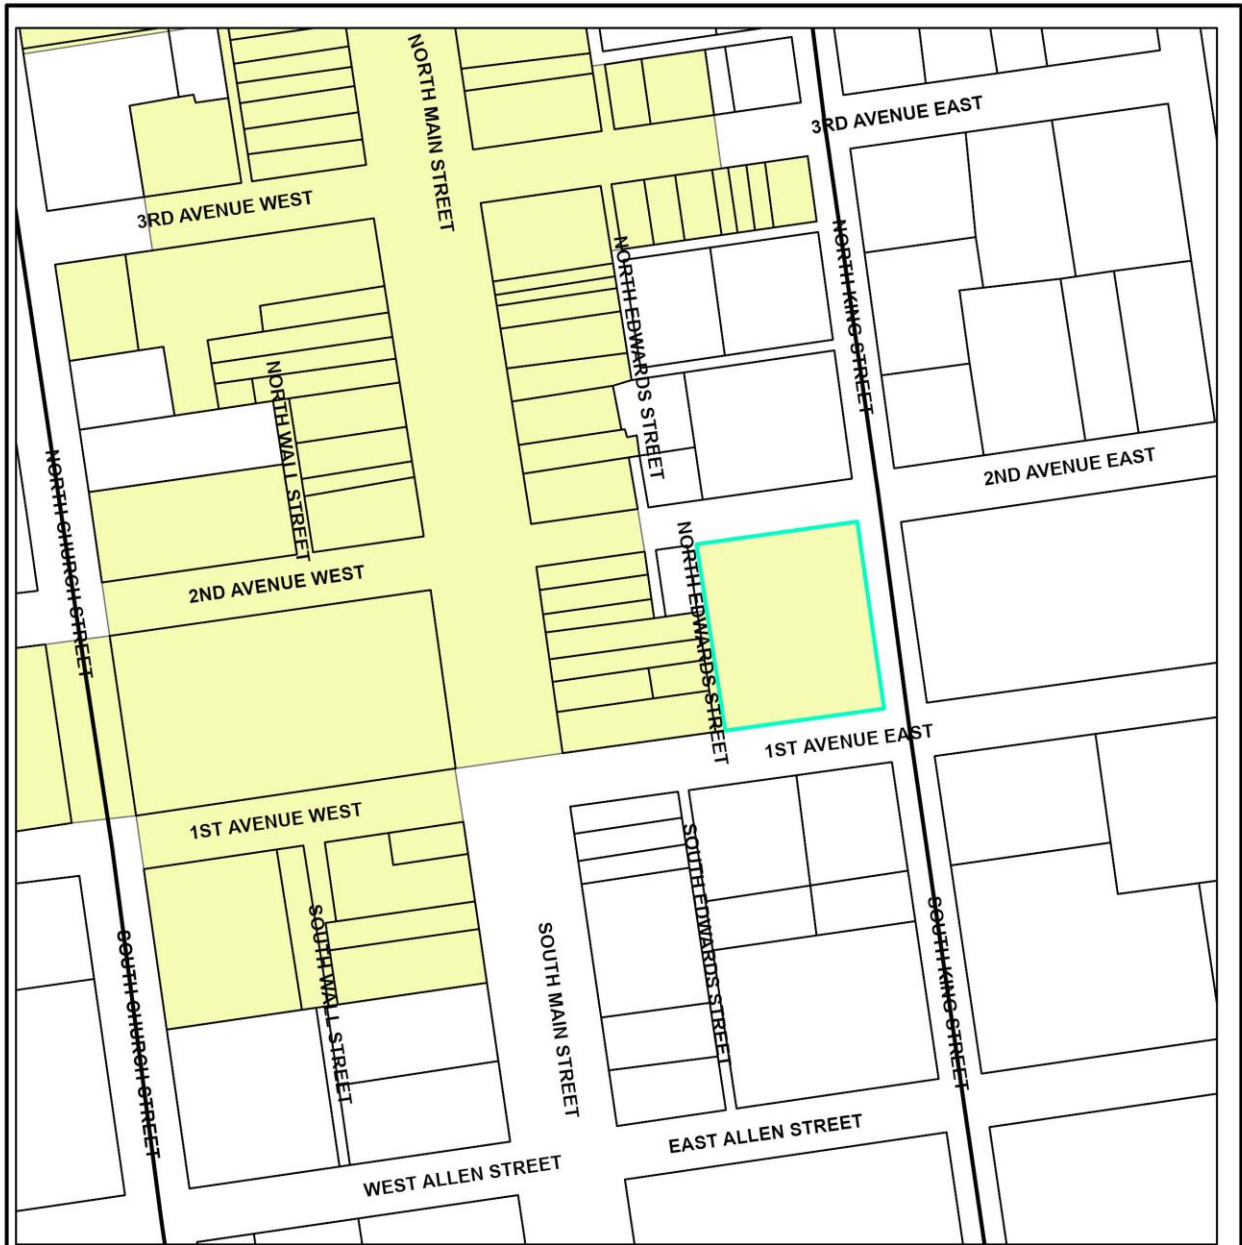 NORTH MAIN STREET
3RD AVENUE EAST
3RD AVENUE WEST
NORTH EDWARDS STREET
NORTH KING STREET
NORTH WALL STREET
2ND AVENUE EAST
NORTH CHURCH STREET
NORTH EDWARDS STREET
2ND AVENUE WEST
1ST AVENUE EAST
1ST AVENUE WEST
SOUTH EDWARDS STREET
SOUTH WALL STREET
SOUTH KING STREET
SOUTH MAIN STREET
SOUTH CHURCH STREET
EAST ALLEN STREET
WEST ALLEN STREET